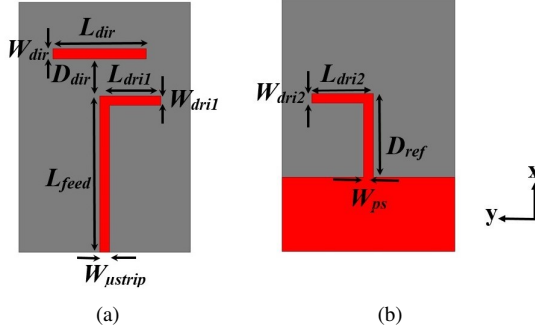 L_dir
W_dir
D_dir
L_dri1
W_dri1
L_feed
W_μstrip
(a)
L_dri2
W_dri2
D_ref
W_ps
(b)
x
y